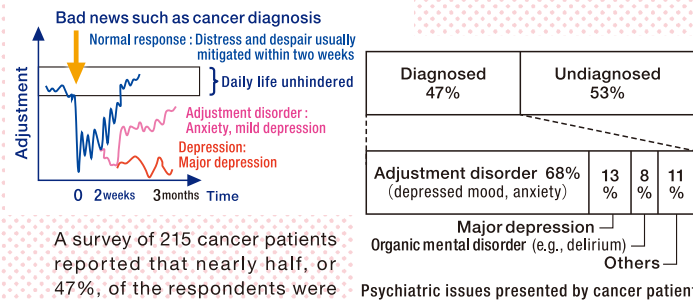 Bad news such as cancer diagnosis
Normal response : Distress and despair usually
mitigated within two weeks
Daily life unhindered
Adjustment
Adjustment disorder :
Anxiety, mild depression
Depression:
Major depression
0 2weeks 3months Time
A survey of 215 cancer patients
reported that nearly half, or
47%, of the respondents were
Diagnosed
47%
Undiagnosed
53%
Adjustment disorder 68%
(depressed mood, anxiety)
13
%
8
%
11
%
Major depression
Organic mental disorder (e.g., delirium)
Others
Psychiatric issues presented by cancer patien